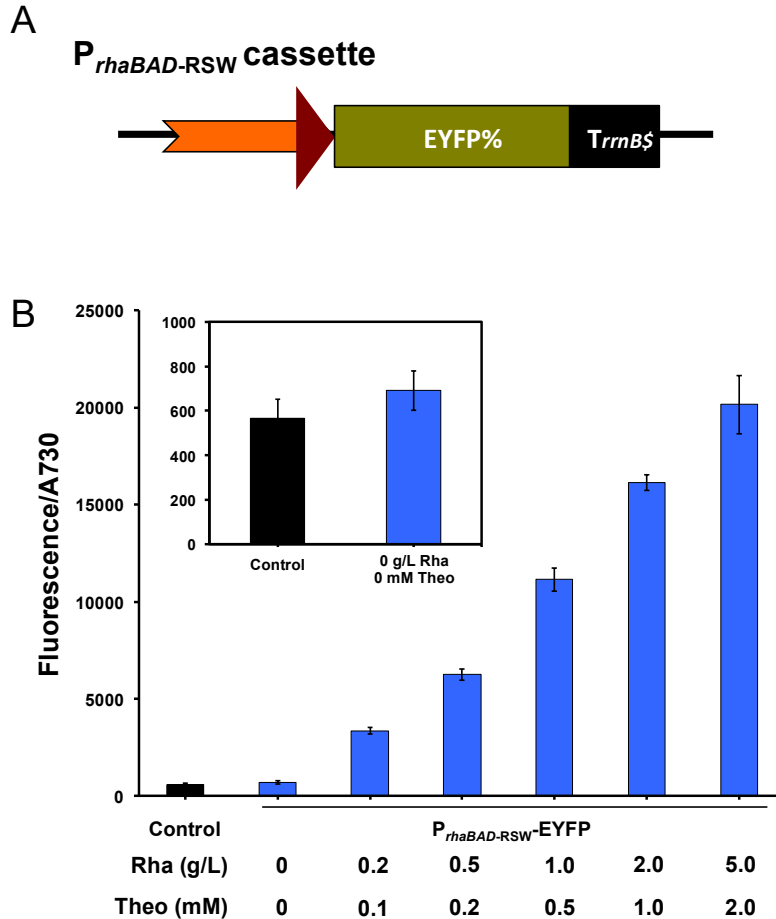 A
PrhaBAD-RSW cassette
EYFP% TrrnB$
B
25000
20000
15000
10000
5000
0
Fluorescence/A730
1000
800
600
400
200
0
Control 0 g/L Rha
0 mM Theo
Control PrhaBAD-RSW-EYFP
Rha (g/L) 0 0.2 0.5 1.0 2.0 5.0
Theo (mM) 0 0.1 0.2 0.5 1.0 2.0